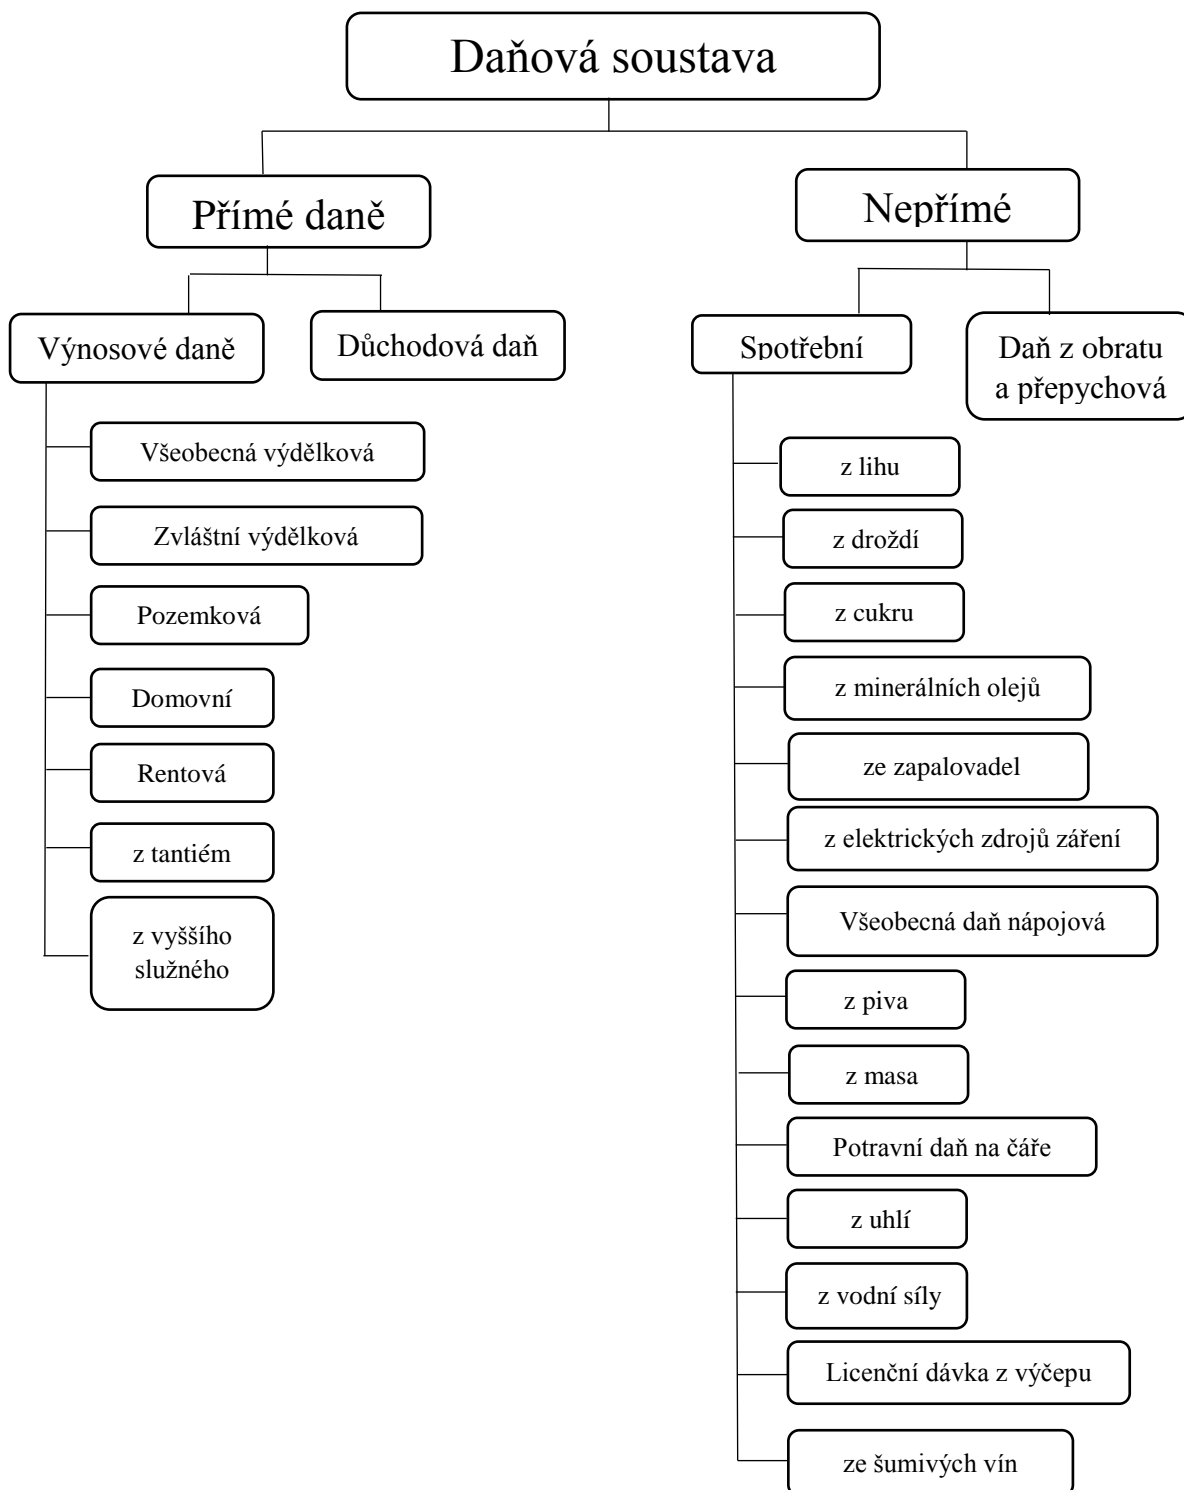 Daňová soustava
Přímé daně
Nepřímé
Výnosové daně
Důchodová daň
Spotřební
Daň z obratu
a přepychová
Všeobecná výdělková
Zvláštní výdělková
Pozemková
Domovní
Rentová
z tantiém
z vyššího
služného
z lihu
z droždí
z cukru
z minerálních olejů
ze zapalovadel
z elektrických zdrojů záření
Všeobecná daň nápojová
z piva
z masa
Potravní daň na čáře
z uhlí
z vodní síly
Licenční dávka z výčepu
ze šumivých vín